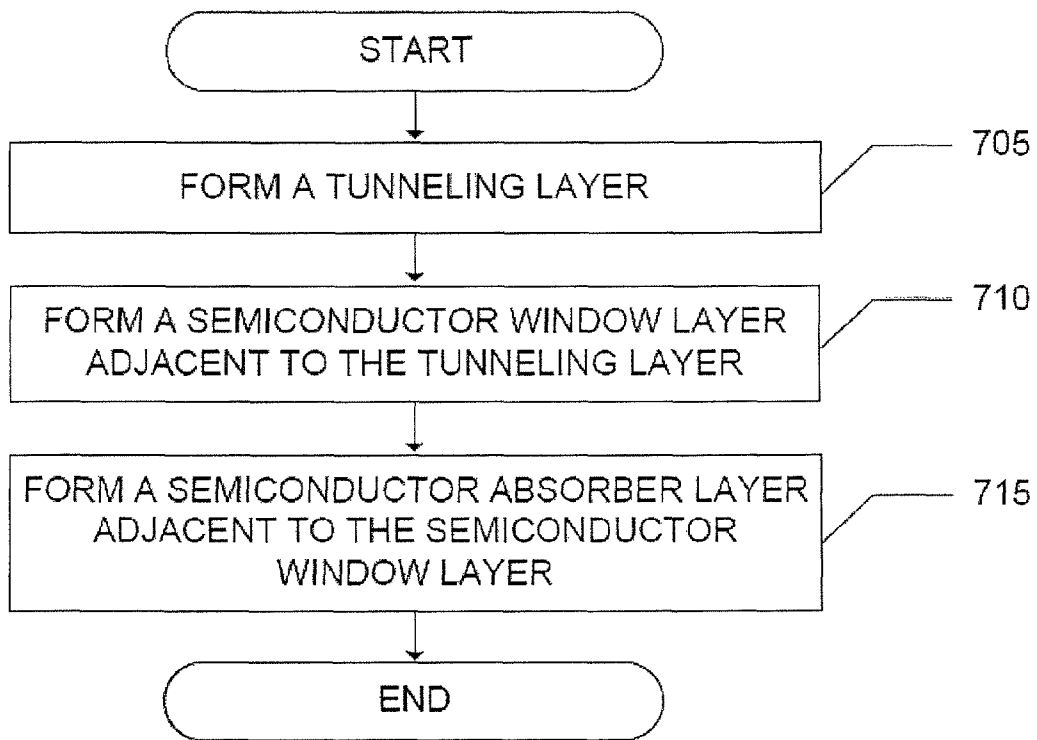 START
FORM A TUNNELING LAYER
705
FORM A SEMICONDUCTOR WINDOW LAYER
ADJACENT TO THE TUNNELING LAYER
710
FORM A SEMICONDUCTOR ABSORBER LAYER
ADJACENT TO THE SEMICONDUCTOR
WINDOW LAYER
715
END